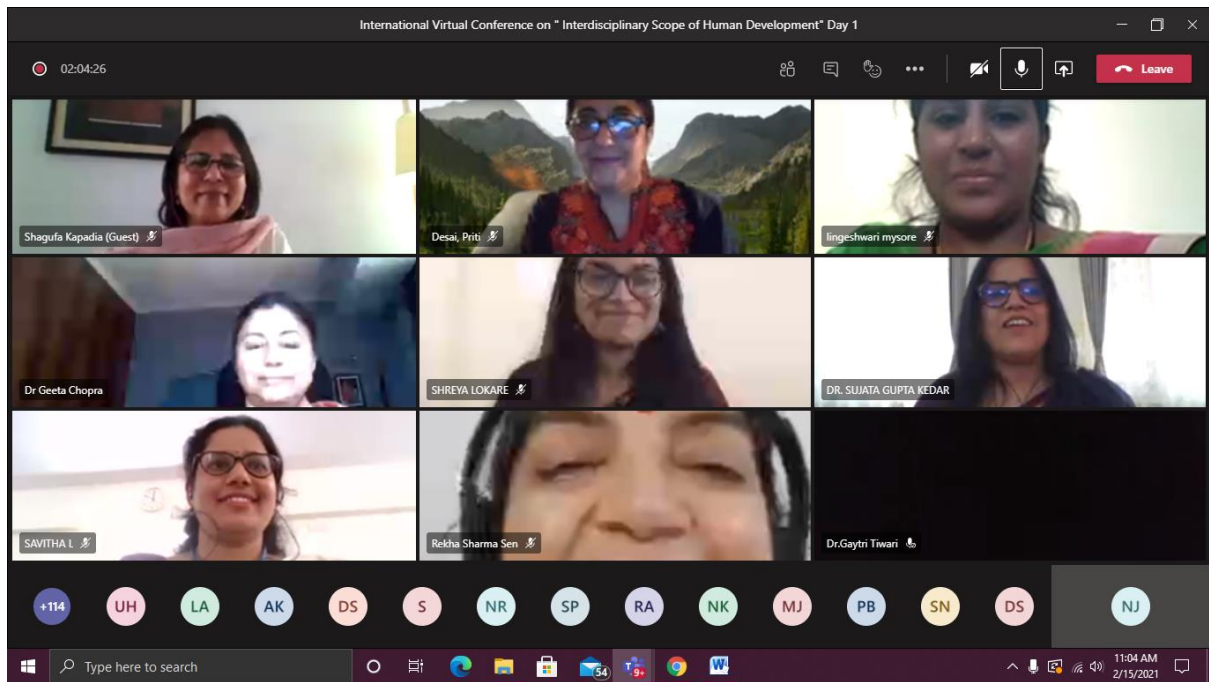 International Virtual Conference on " Interdisciplinary Scope of Human Development" Day 1
02:04:26
Leave
Shagufa Kapadia (Guest)
Desai, Priti
lingeshwari mysore
Dr Geeta Chopra
SHREYA LOKARE
DR. SUJATA GUPTA KEDAR
SAVITHA L
Rekha Sharma Sen
Dr.Gaytri Tiwari
+114
UH
LA
AK
DS
S
NR
SP
RA
NK
MJ
PB
SN
DS
NJ
Type here to search
54
9+
W
11:04 AM
2/15/2021